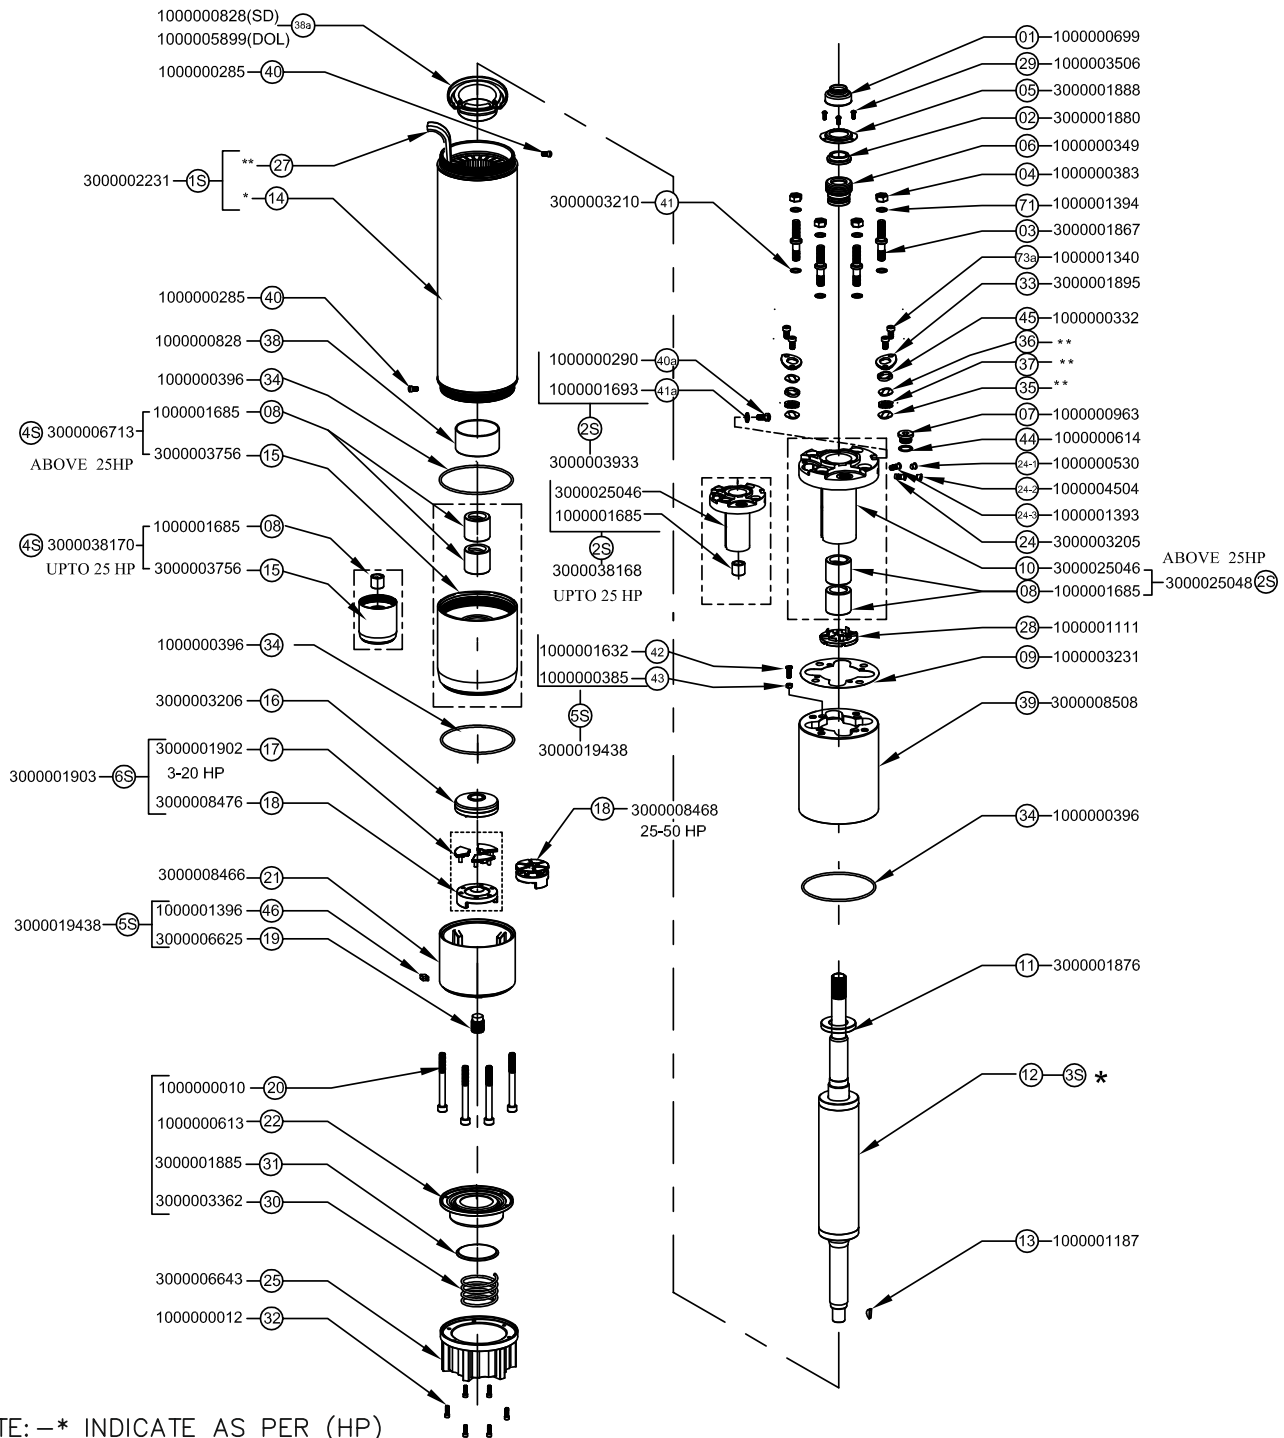 1000000828(SD)
1000005899(DOL)
38a
1000000285 40
** 27
3000002231 1S
* 14
1000000285 40
1000000828 38
1000000396 34
1000001685 08
4S 3000006713
3000003756 15
ABOVE 25HP
1000001685 08
4S 3000038170
UPTO 25 HP 3000003756 15
1000000396 34
3000003206 16
3000001902 17
3000001903 6S 3-20 HP
3000008476 18
18 3000008468
25-50 HP
3000008466 21
1000001396 46
3000019438 5S
3000006625 19
1000000010 20
1000000613 22
3000001885 31
3000003362 30
3000006643 25
1000000012 32
3000003210 41
1000000290 40a
1000001693 41a
2S
3000003933
3000025046
1000001685
2S
3000038168
UPTO 25 HP
1000001632 42
1000000385 43
5S
3000019438
01 1000000699
29 1000003506
05 3000001888
02 3000001880
06 1000000349
04 1000000383
71 1000001394
03 3000001867
73a 1000001340
33 3000001895
45 1000000332
36 **
37 **
35 **
07 1000000963
44 1000000614
24-1 1000000530
24-2 1000004504
24-3 1000001393
24 3000003205
ABOVE 25HP
10 3000025046
3000025048 2S
08 1000001685
28 1000001111
09 1000003231
39 3000008508
34 1000000396
11 3000001876
12 3S *
13 1000001187
TE: -* INDICATE AS PER (HP)